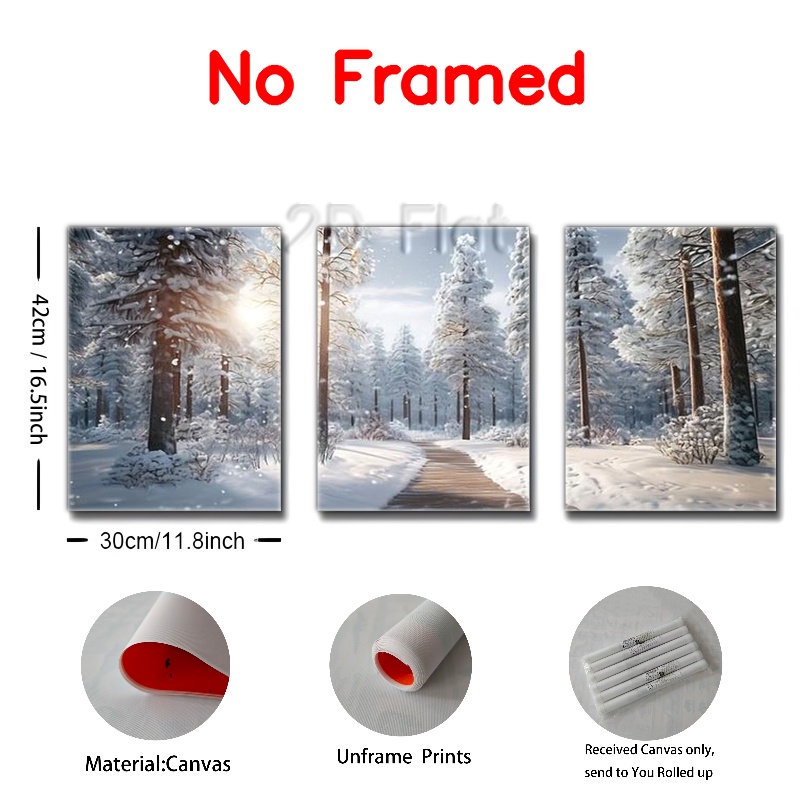 No Framed
2D Flat
42cm / 16.5inch
30cm/11.8inch
Material:Canvas
Unframe Prints
Received Canvas only,
send to You Rolled up